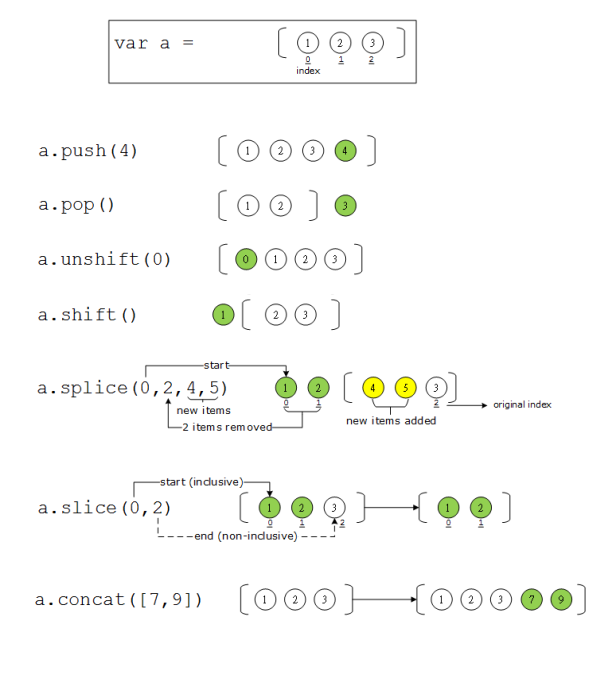 var a = [ 1 2 3 ]
0 1 2
index
a.push(4) [ 1 2 3 4 ]
a.pop() [ 1 2 ] 3
a.unshift(0) [ 0 1 2 3 ]
a.shift() 1 [ 2 3 ]
start
a.splice(0,2,4,5) 1 2 [ 4 5 3 ]
0 1 2 original index
new items
new items added
2 items removed
start (inclusive)
a.slice(0,2) [ 1 2 3 ] [ 1 2 ]
0 1 2 0 1
end (non-inclusive)
a.concat([7,9]) [ 1 2 3 ] [ 1 2 3 7 9 ]